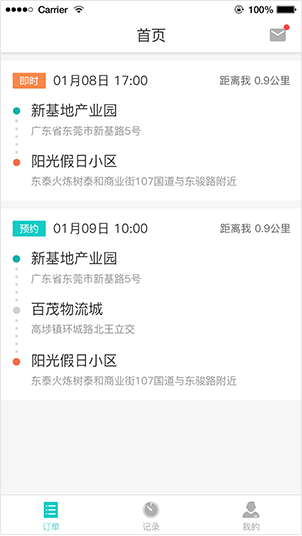 Carrier
100%
首页
即时 01月08日 17:00 距离我 0.9公里
新基地产业园
广东省东莞市新基路5号
阳光假日小区
东泰火炼树泰和商业街107国道与东骏路附近
预约 01月09日 10:00 距离我 0.9公里
新基地产业园
广东省东莞市新基路5号
百茂物流城
高埗镇环城路北王立交
阳光假日小区
东泰火炼树泰和商业街107国道与东骏路附近
订单 记录 我的